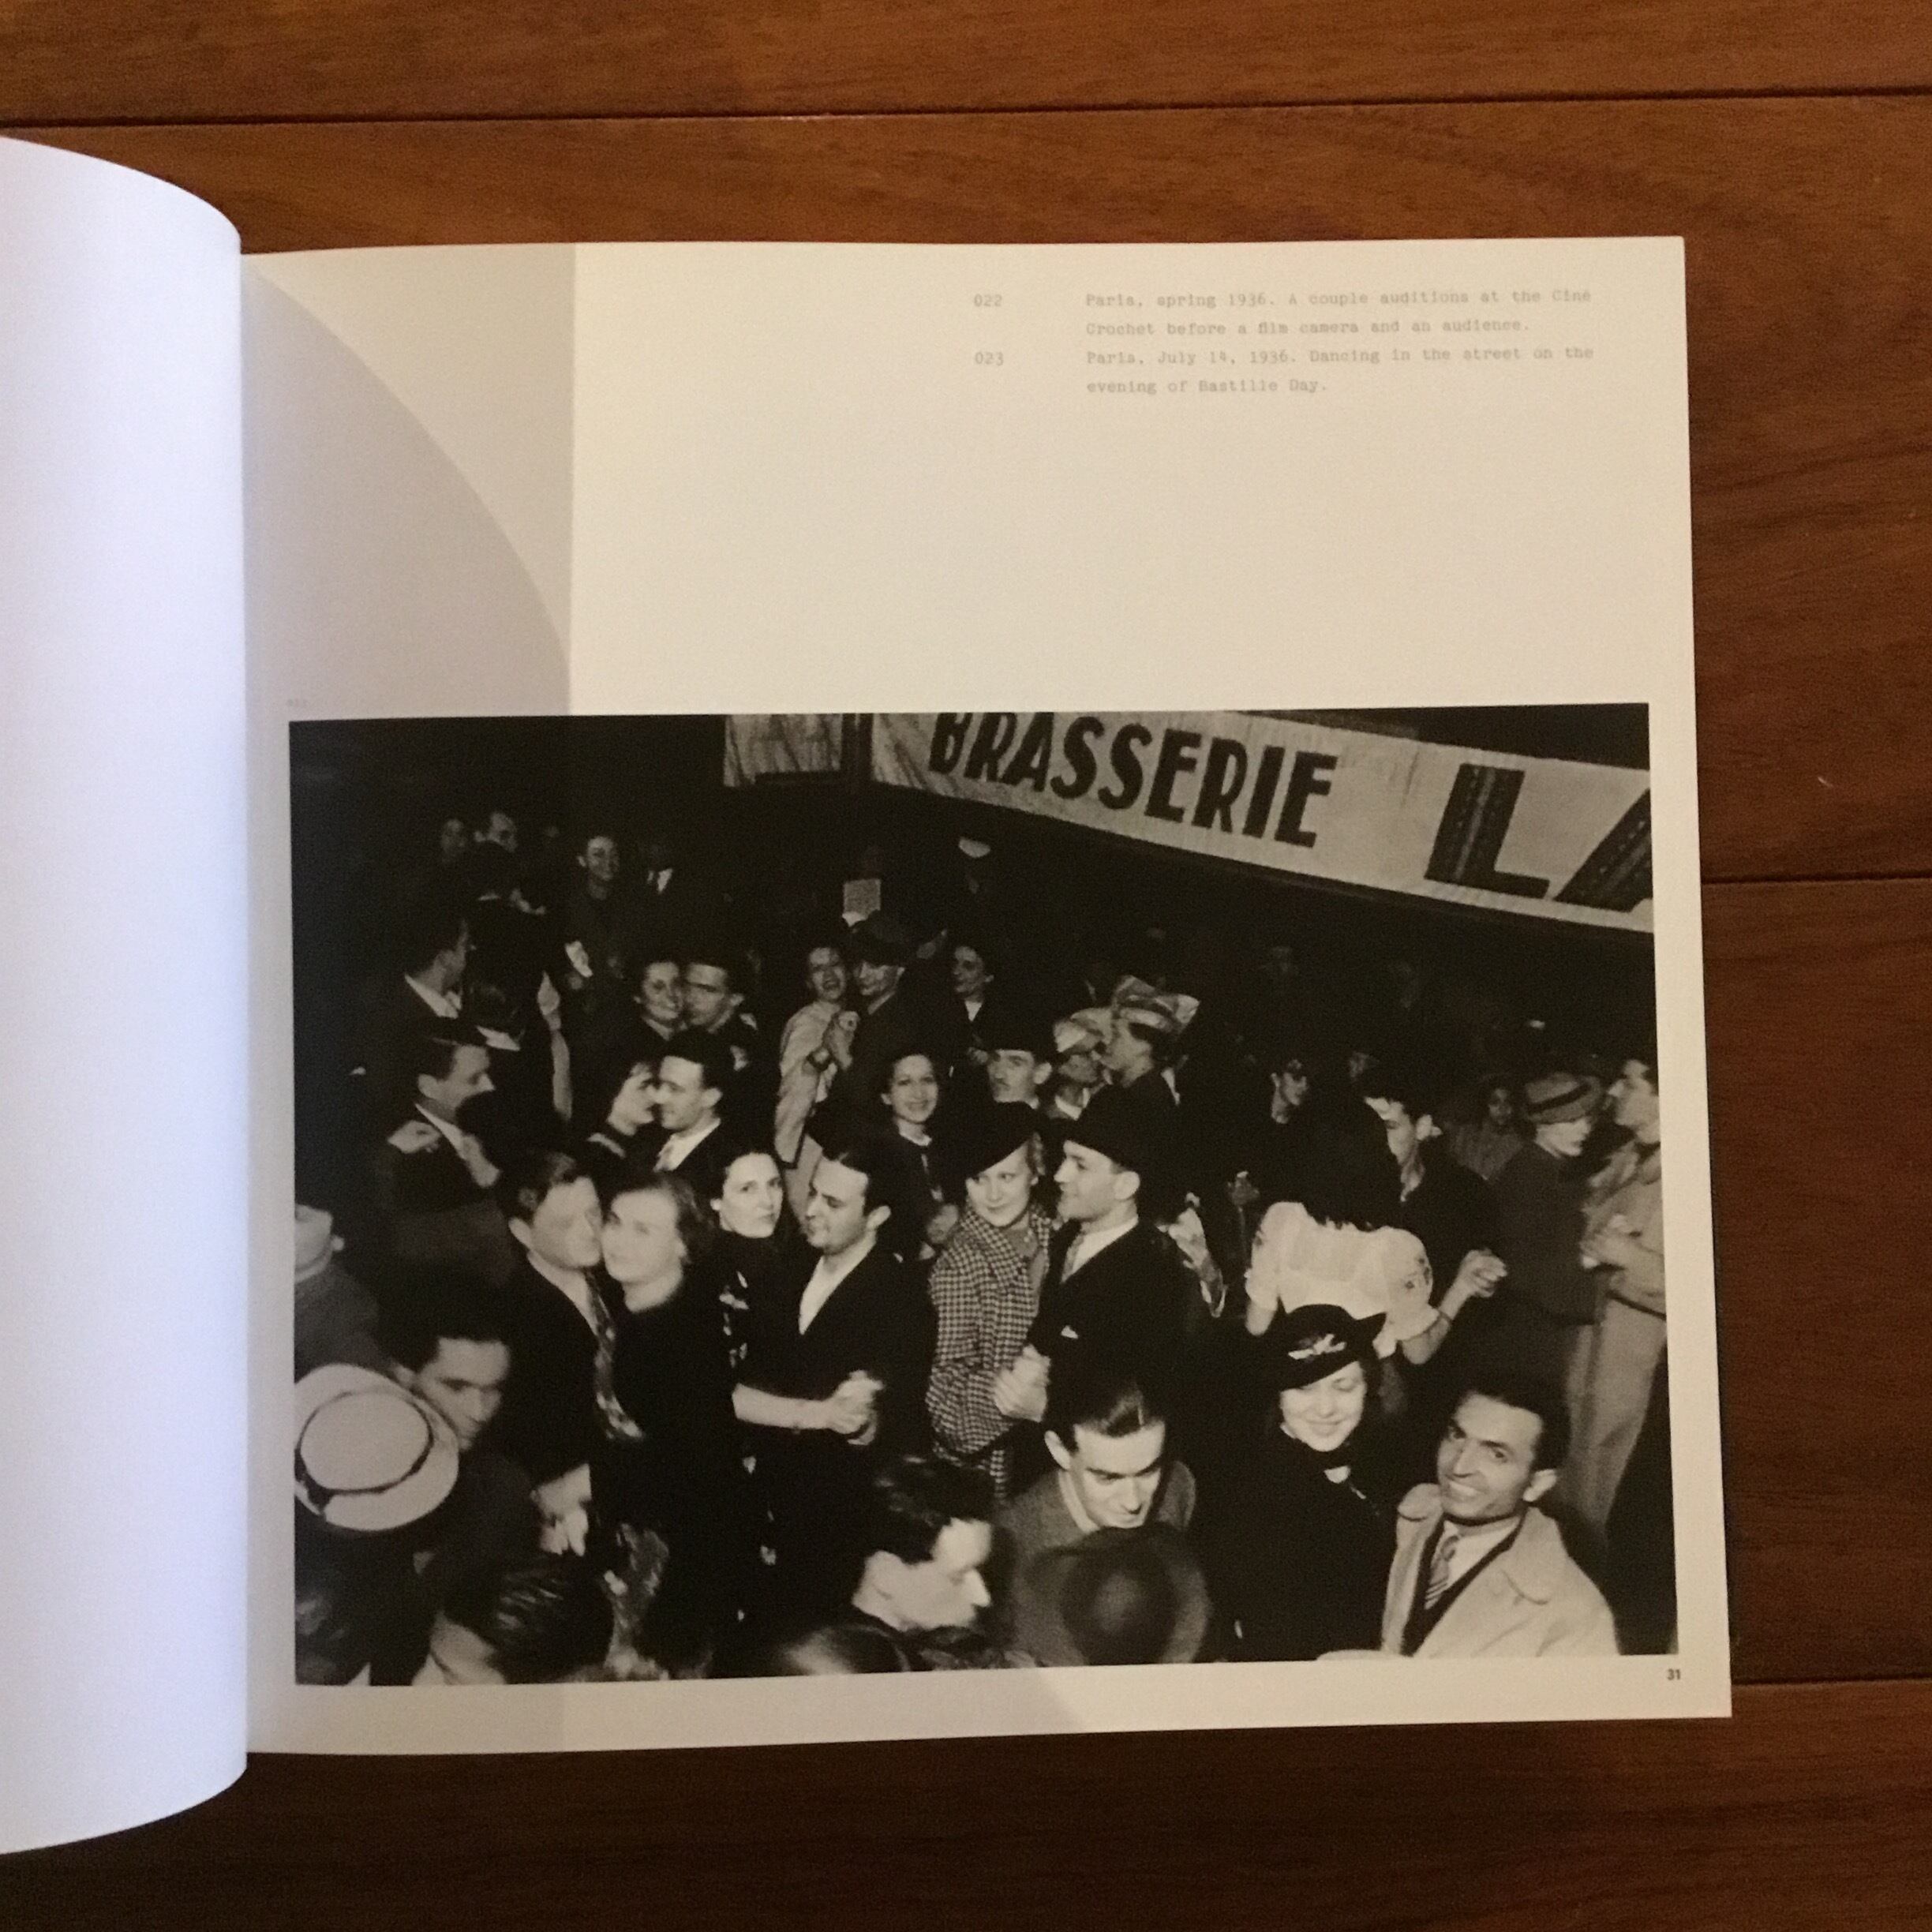 022 Paris, spring 1936. A couple auditions at the Ciné
Crochet before a film camera and an audience.
023 Paris, July 14, 1936. Dancing in the street on the
evening of Bastille Day.
BRASSERIE LA
31